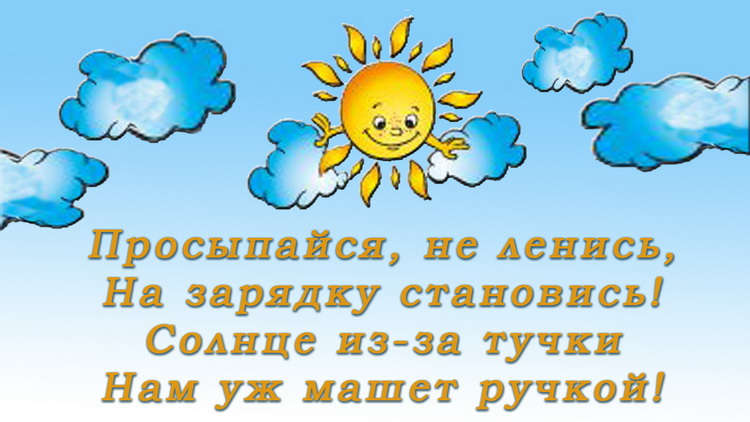 Просыпайся, не ленись,
На зарядку становись!
Солнце из-за тучки
Нам уж машет ручкой!